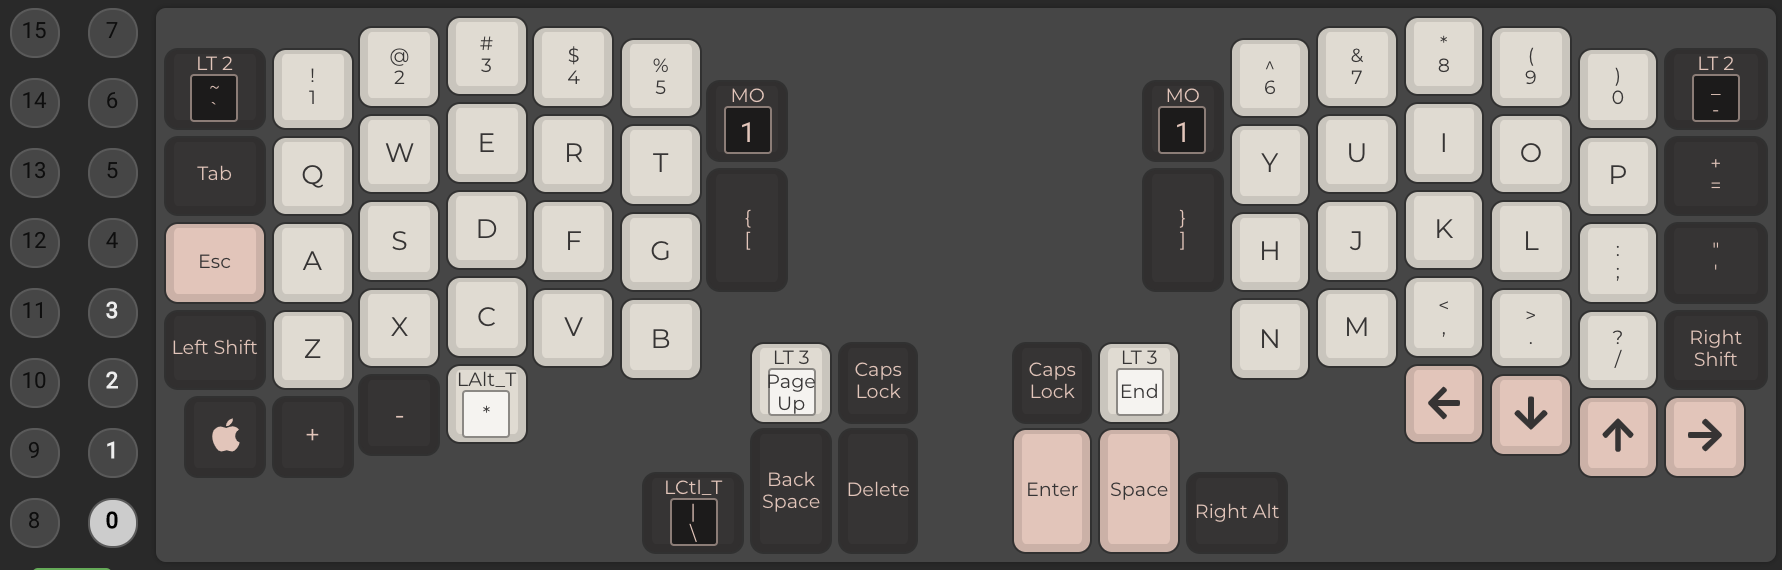 15 7
14 6
13 5
12 4
11 3
10 2
9 1
8 0
LT 2
~
`
!
1
@
2
#
3
$
4
%
5
MO
1
Tab
Q
W
E
R
T
{
[
Esc
A
S
D
F
G
Left Shift
Z
X
C
V
B
+
-
LAlt_T
*
LT 3
Page
Up
Caps
Lock
LCtl_T
|
\
Back
Space
Delete
MO
1
^
6
&
7
*
8
(
9
)
0
LT 2
_
-
}
]
Y
U
I
O
P
+
=
H
J
K
L
:
;
"
'
N
M
<
,
>
.
?
/
Right
Shift
Caps
Lock
LT 3
End
Enter
Space
Right Alt